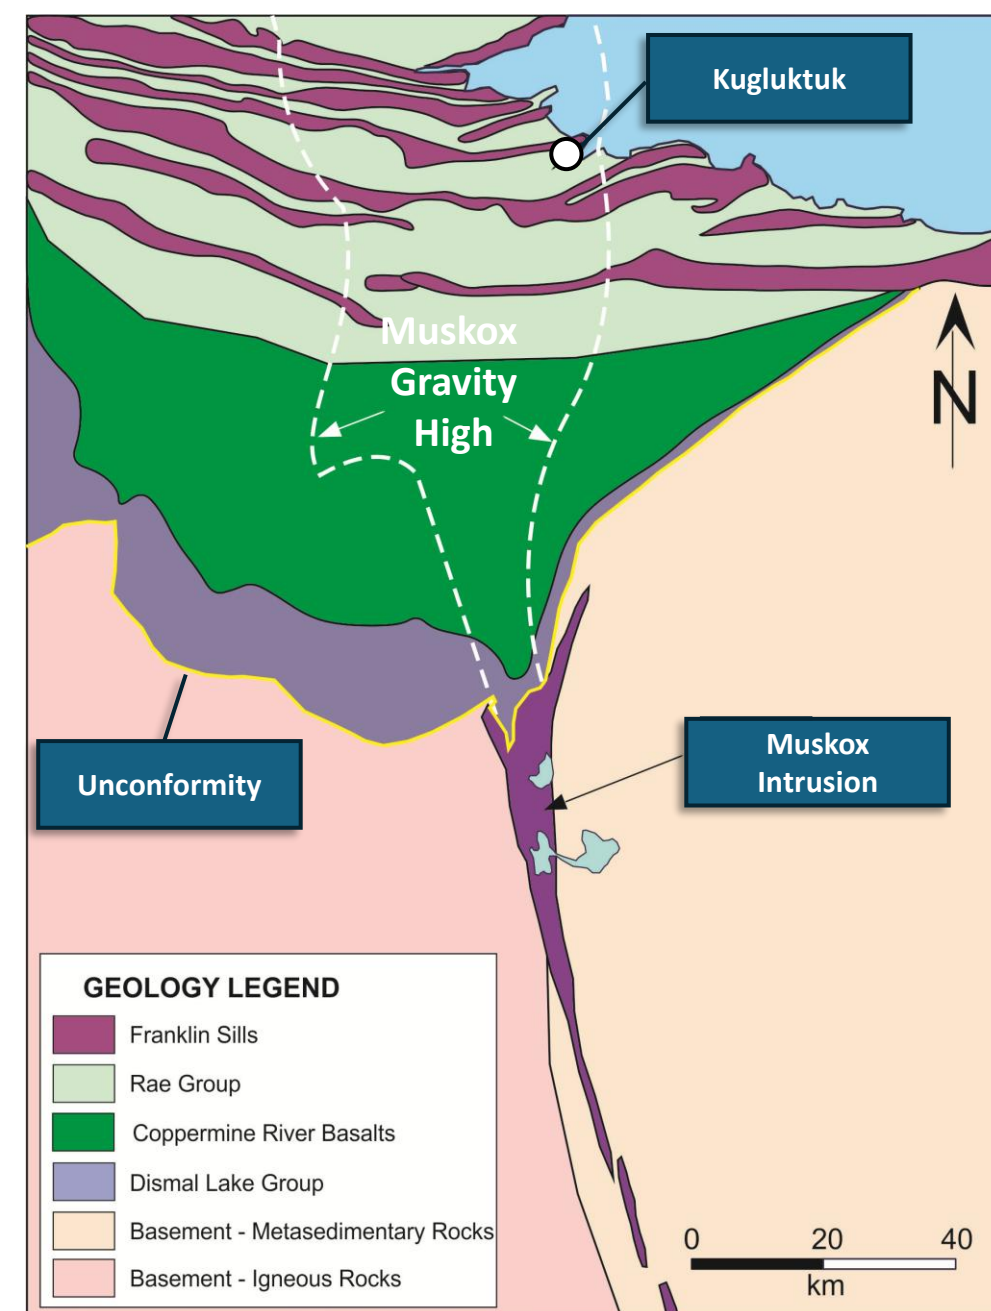 Kugluktuk
Muskox
Gravity
High
N
Unconformity
Muskox
Intrusion
GEOLOGY LEGEND
Franklin Sills
Rae Group
Coppermine River Basalts
Dismal Lake Group
Basement - Metasedimentary Rocks
Basement - Igneous Rocks
0 20 40
km